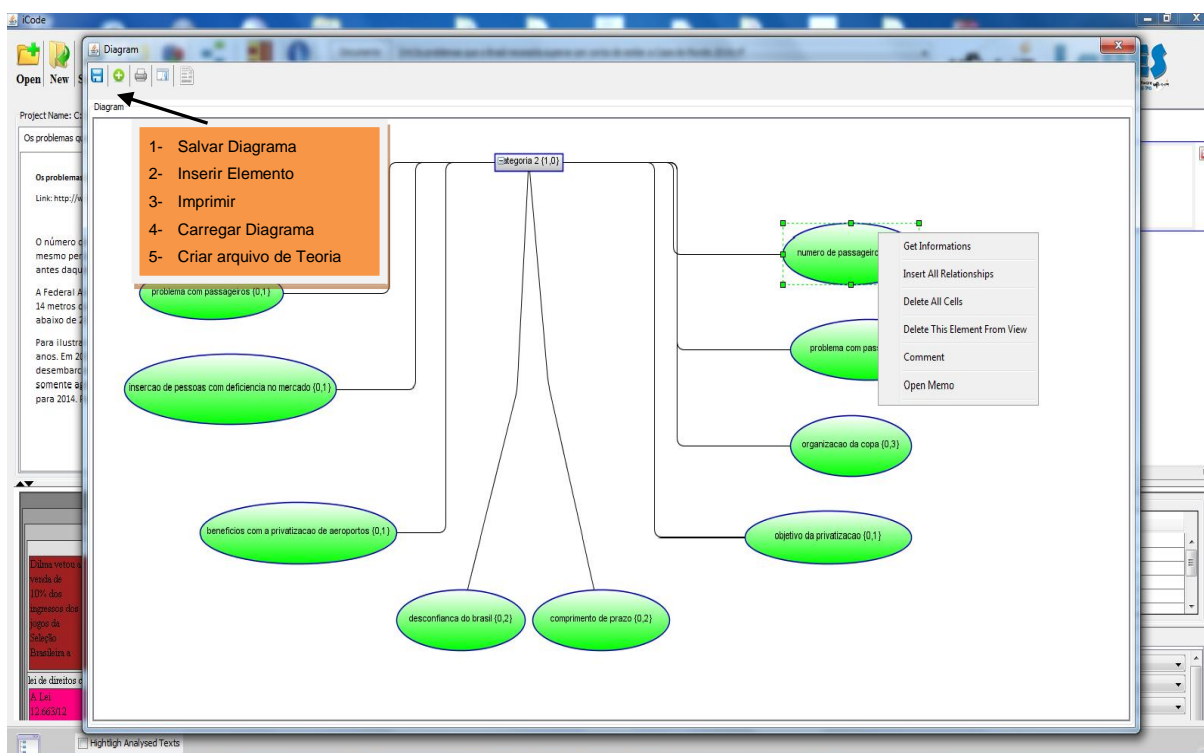 iCode
Diagram
Open New
Project Name: C:
Diagram
Os problemas
1- Salvar Diagrama
2- Inserir Elemento
3- Imprimir
4- Carregar Diagrama
5- Criar arquivo de Teoria
ategoria 2 {1,0}
Os problemas
Link: http://w
O número
mesmo per
antes daqu
A Federal A
14 metros
abaixo de 2
Para ilustra
anos. Em 20
desembarc
somente
para 2014.
numero de passageiro
Get Informations
Insert All Relationships
Delete All Cells
Delete This Element From View
Comment
Open Memo
problema com passageiros {0,1}
problema com pas
insercao de pessoas com deficiencia no mercado {0,1}
organizacao da copa {0,3}
beneficios com a privatizacao de aeroportos {0,1}
objetivo da privatizacao {0,1}
desconfianca do brasil {0,2}
comprimento de prazo {0,2}
Dilma vetou a
venda de
10% dos
ingressos dos
jogos da
Seleção
Brasileira a
lei de direitos
A Lei
12.663/12
Hightligh Analysed Texts